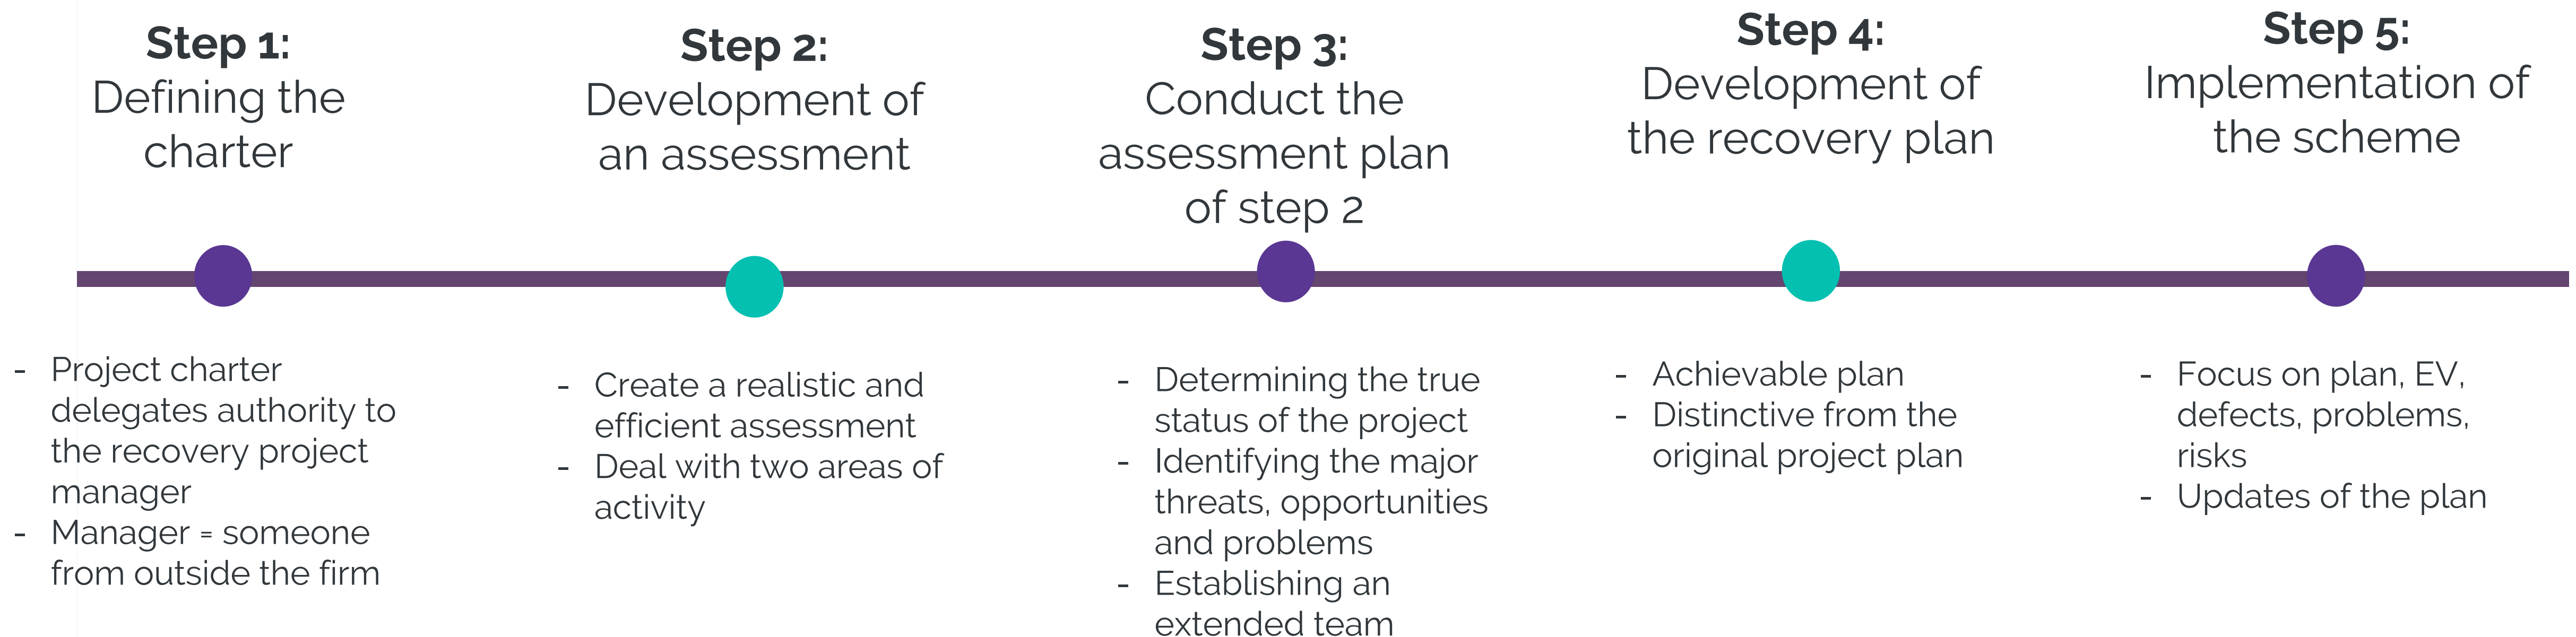 Step 1:
Defining the
charter
- Project charter
delegates authority to
the recovery project
manager
- Manager = someone
from outside the firm
Step 2:
Development of
an assessment
- Create a realistic and
efficient assessment
- Deal with two areas of
activity
Step 3:
Conduct the
assessment plan
of step 2
- Determining the true
status of the project
- Identifying the major
threats, opportunities
and problems
- Establishing an
extended team
Step 4:
Development of
the recovery plan
- Achievable plan
- Distinctive from the
original project plan
Step 5:
Implementation of
the scheme
- Focus on plan, EV,
defects, problems,
risks
- Updates of the plan